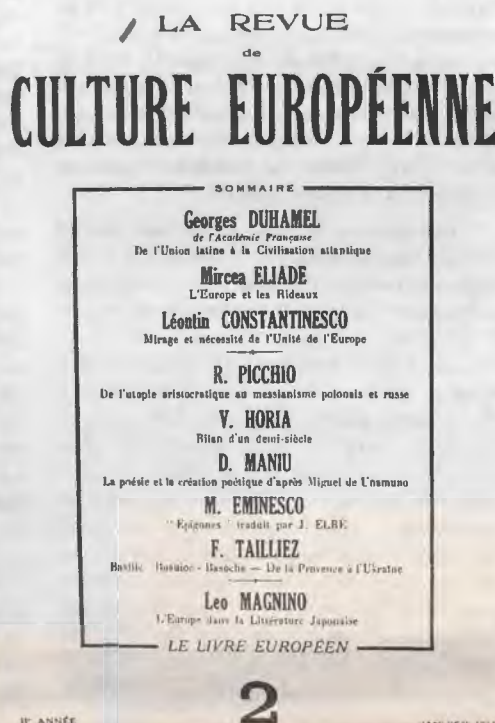 LA REVUE
de
CULTURE EUROPÉENNE
SOMMAIRE
Georges DUHAMEL
de l'Académie Française
De l'Union latine à la Civilisation atlantique
Mircea ELIADE
L'Europe et les Rideaux
Léontin CONSTANTINESCO
Mirage et nécessité de l'Unité de l'Europe
R. PICCHIO
De l'utopie aristocratique au messianisme polonais et russe
V. HORIA
Bilan d'un demi-siècle
D. MANIU
La poésie et la création poétique d'après Miguel de Unamuno
M. EMINESCO
"Epigones" traduit par J. ELBE
F. TAILLIEZ
Basoche — De la Provence à l'Ukraine
Leo MAGNINO
L'Europe dans la Littérature Japonaise
LE LIVRE EUROPÉEN
2
ANNÉE